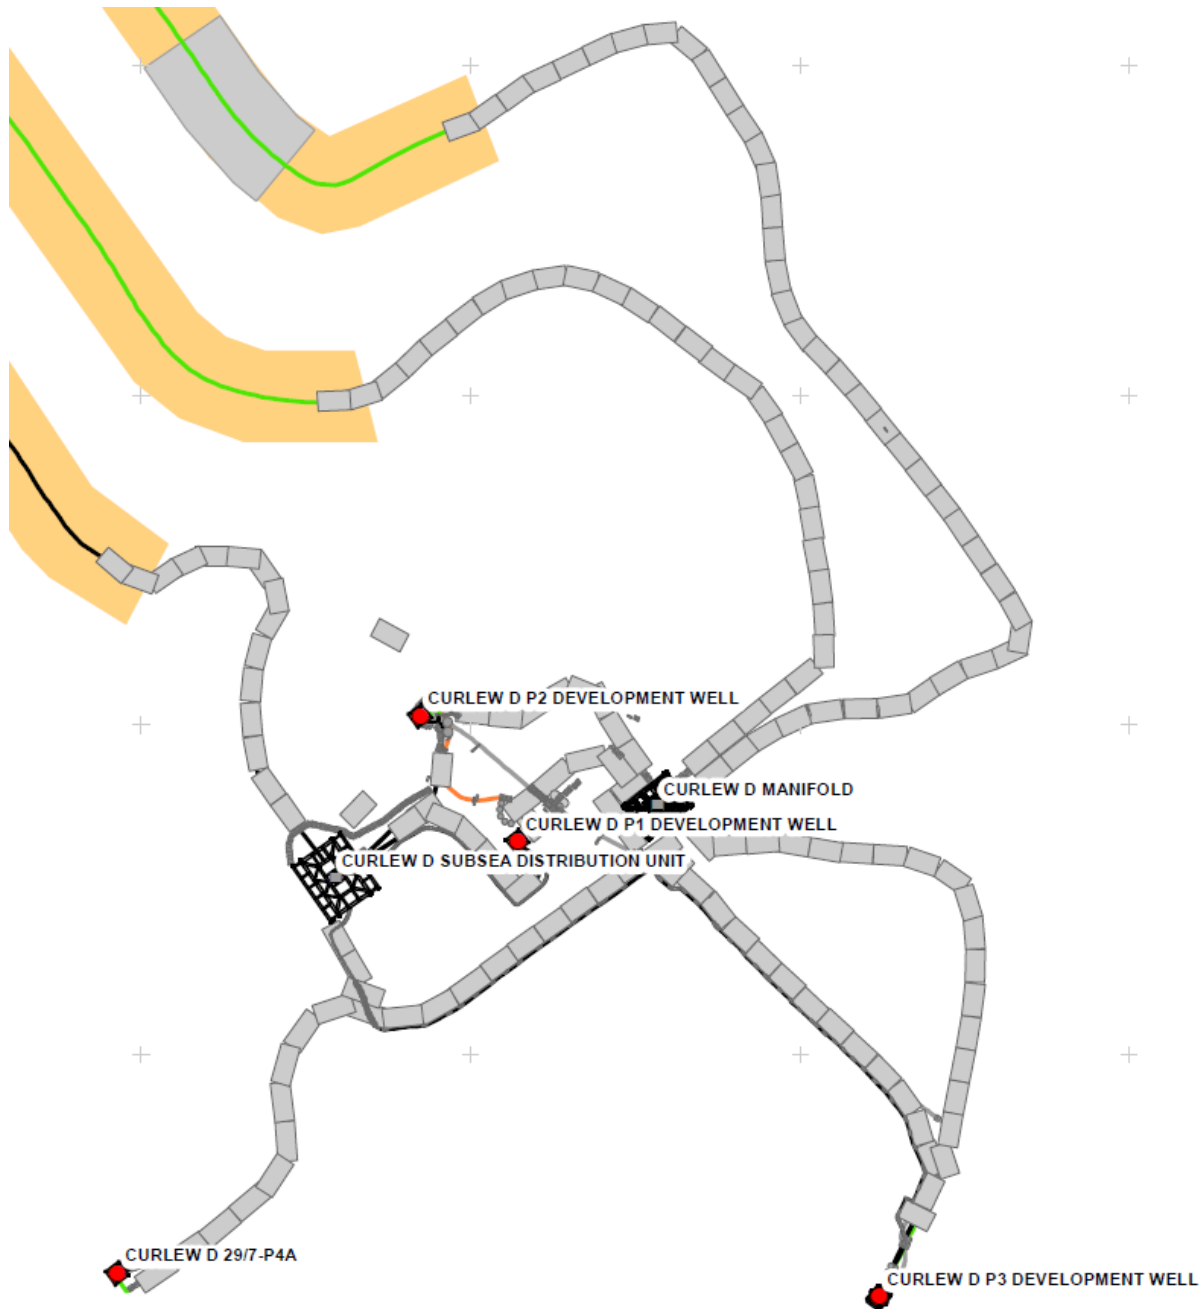 CURLEW D P2 DEVELOPMENT WELL
CURLEW D MANIFOLD
CURLEW D P1 DEVELOPMENT WELL
CURLEW D SUBSEA DISTRIBUTION UNIT
CURLEW D 29/7-P4A
CURLEW D P3 DEVELOPMENT WELL